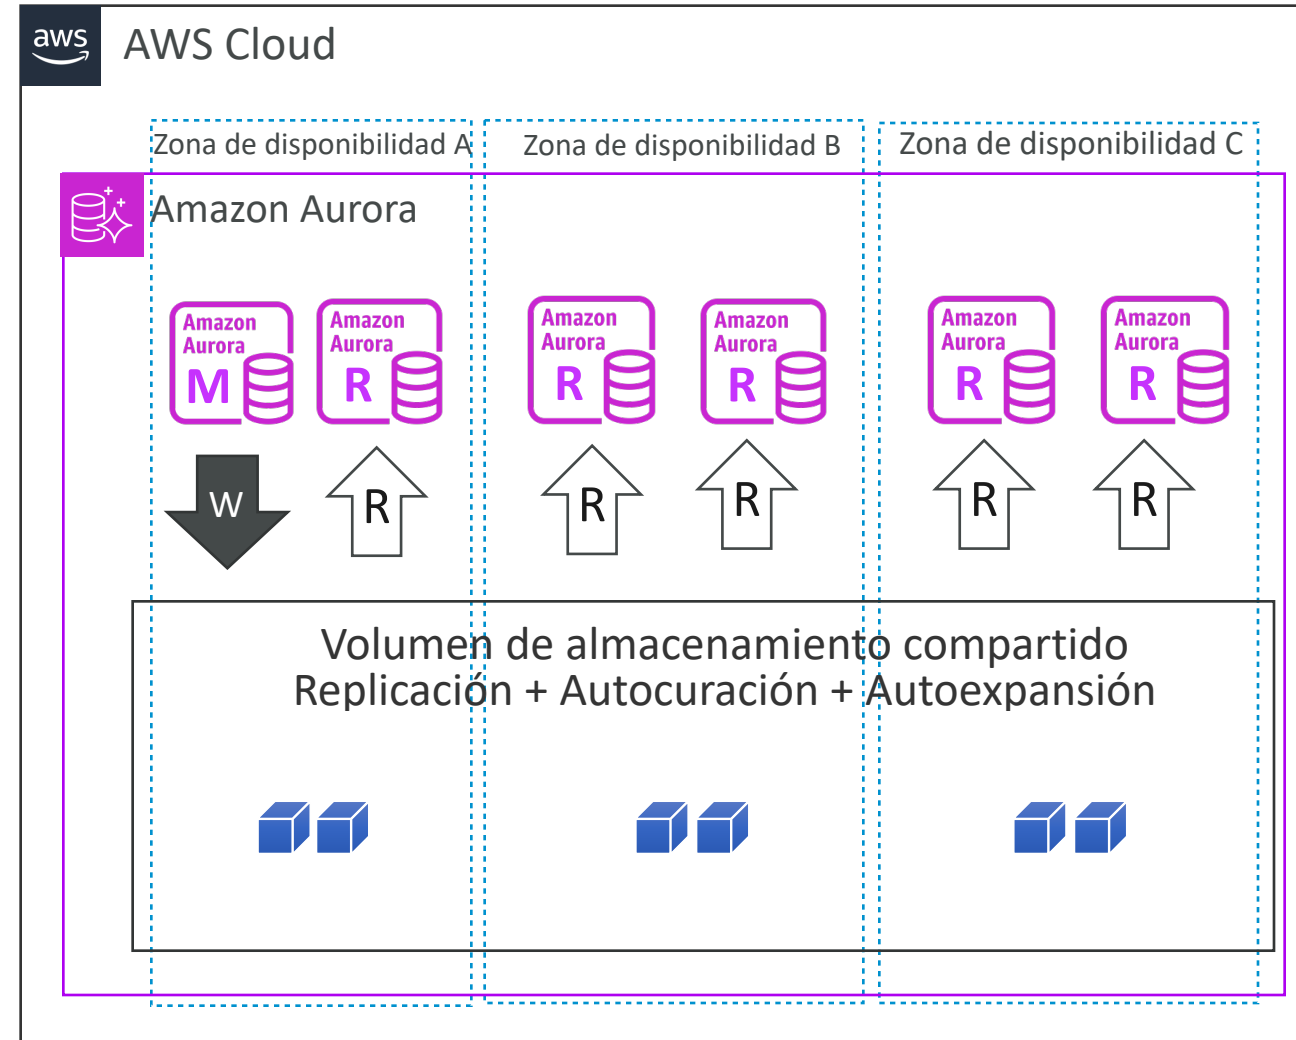 aws
AWS Cloud
Zona de disponibilidad A
Zona de disponibilidad B
Zona de disponibilidad C
Amazon Aurora
Amazon
Aurora
M
Amazon
Aurora
R
Amazon
Aurora
R
Amazon
Aurora
R
Amazon
Aurora
R
Amazon
Aurora
R
W
R
R
R
R
R
Volumen de almacenamiento compartido
Replicación + Autocuración + Autoexpansión